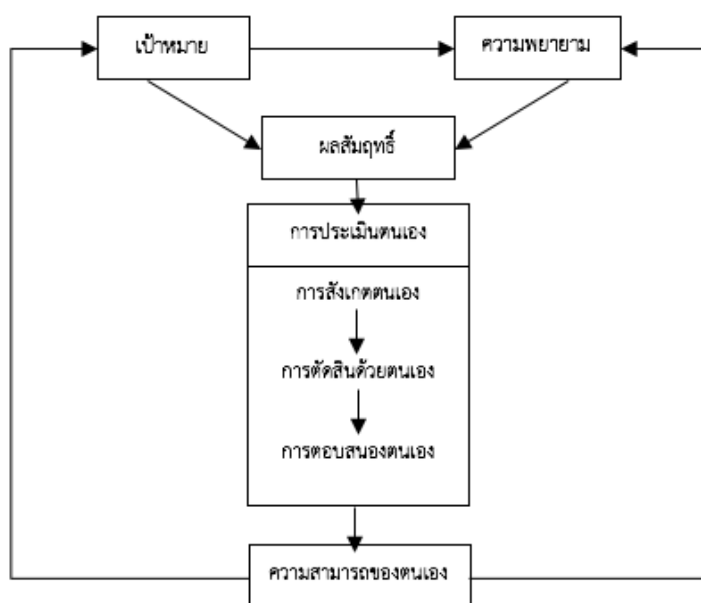 เป้าหมาย
ความพยายาม
ผลสัมฤทธิ์
การประเมินตนเอง
การสังเกตตนเอง
การตัดสินด้วยตนเอง
การตอบสนองตนเอง
ความสามารถของตนเอง